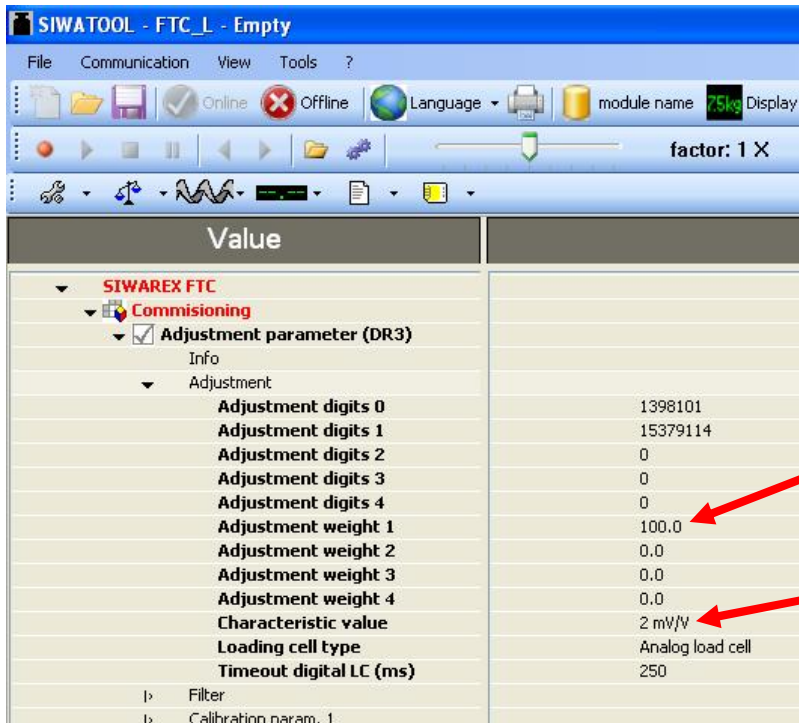 SIWATOOL - FTC_L - Empty
File Communication View Tools ?
Online Offline Language module name 7.5kg Display
factor: 1 X
Value
SIWAREX FTC
Commisioning
Adjustment parameter (DR3)
Info
Adjustment
Adjustment digits 0 1398101
Adjustment digits 1 15379114
Adjustment digits 2 0
Adjustment digits 3 0
Adjustment digits 4 0
Adjustment weight 1 100.0
Adjustment weight 2 0.0
Adjustment weight 3 0.0
Adjustment weight 4 0.0
Characteristic value 2 mV/V
Loading cell type Analog load cell
Timeout digital LC (ms) 250
Filter
Calibration param. 1